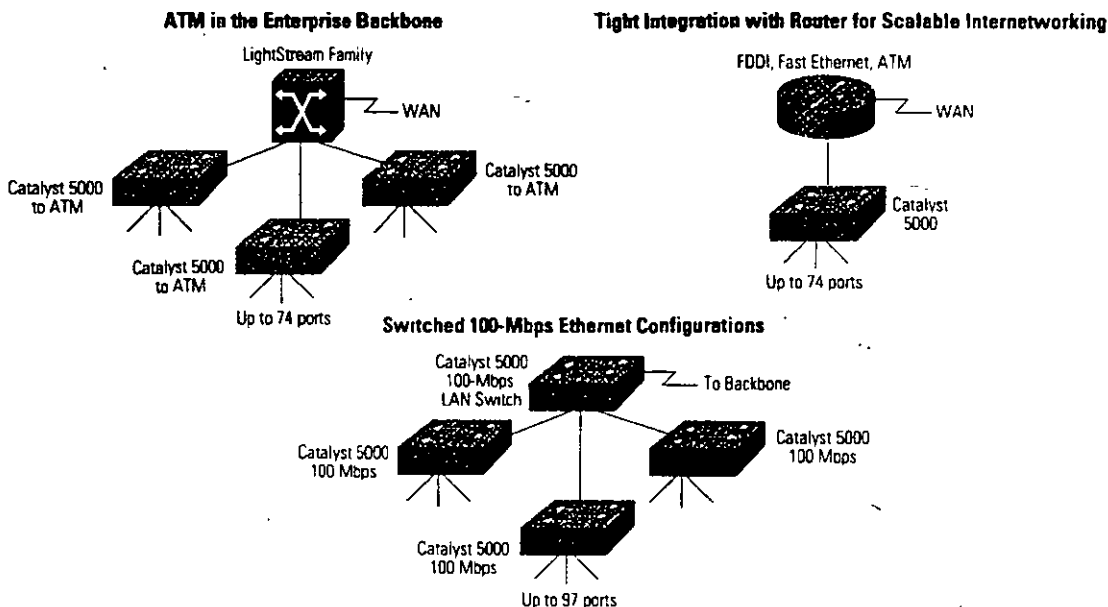 ATM in the Enterprise Backbone
LightStream Family
WAN
Catalyst 5000
to ATM
Catalyst 5000
to ATM
Catalyst 5000
to ATM
Up to 74 ports
Tight Integration with Router for Scalable Internetworking
FDDI, Fast Ethernet, ATM
WAN
Catalyst
5000
Up to 74 ports
Switched 100-Mbps Ethernet Configurations
Catalyst 5000
100-Mbps
LAN Switch
To Backbone
Catalyst 5000
100 Mbps
Catalyst 5000
100 Mbps
Catalyst 5000
100 Mbps
Up to 97 ports